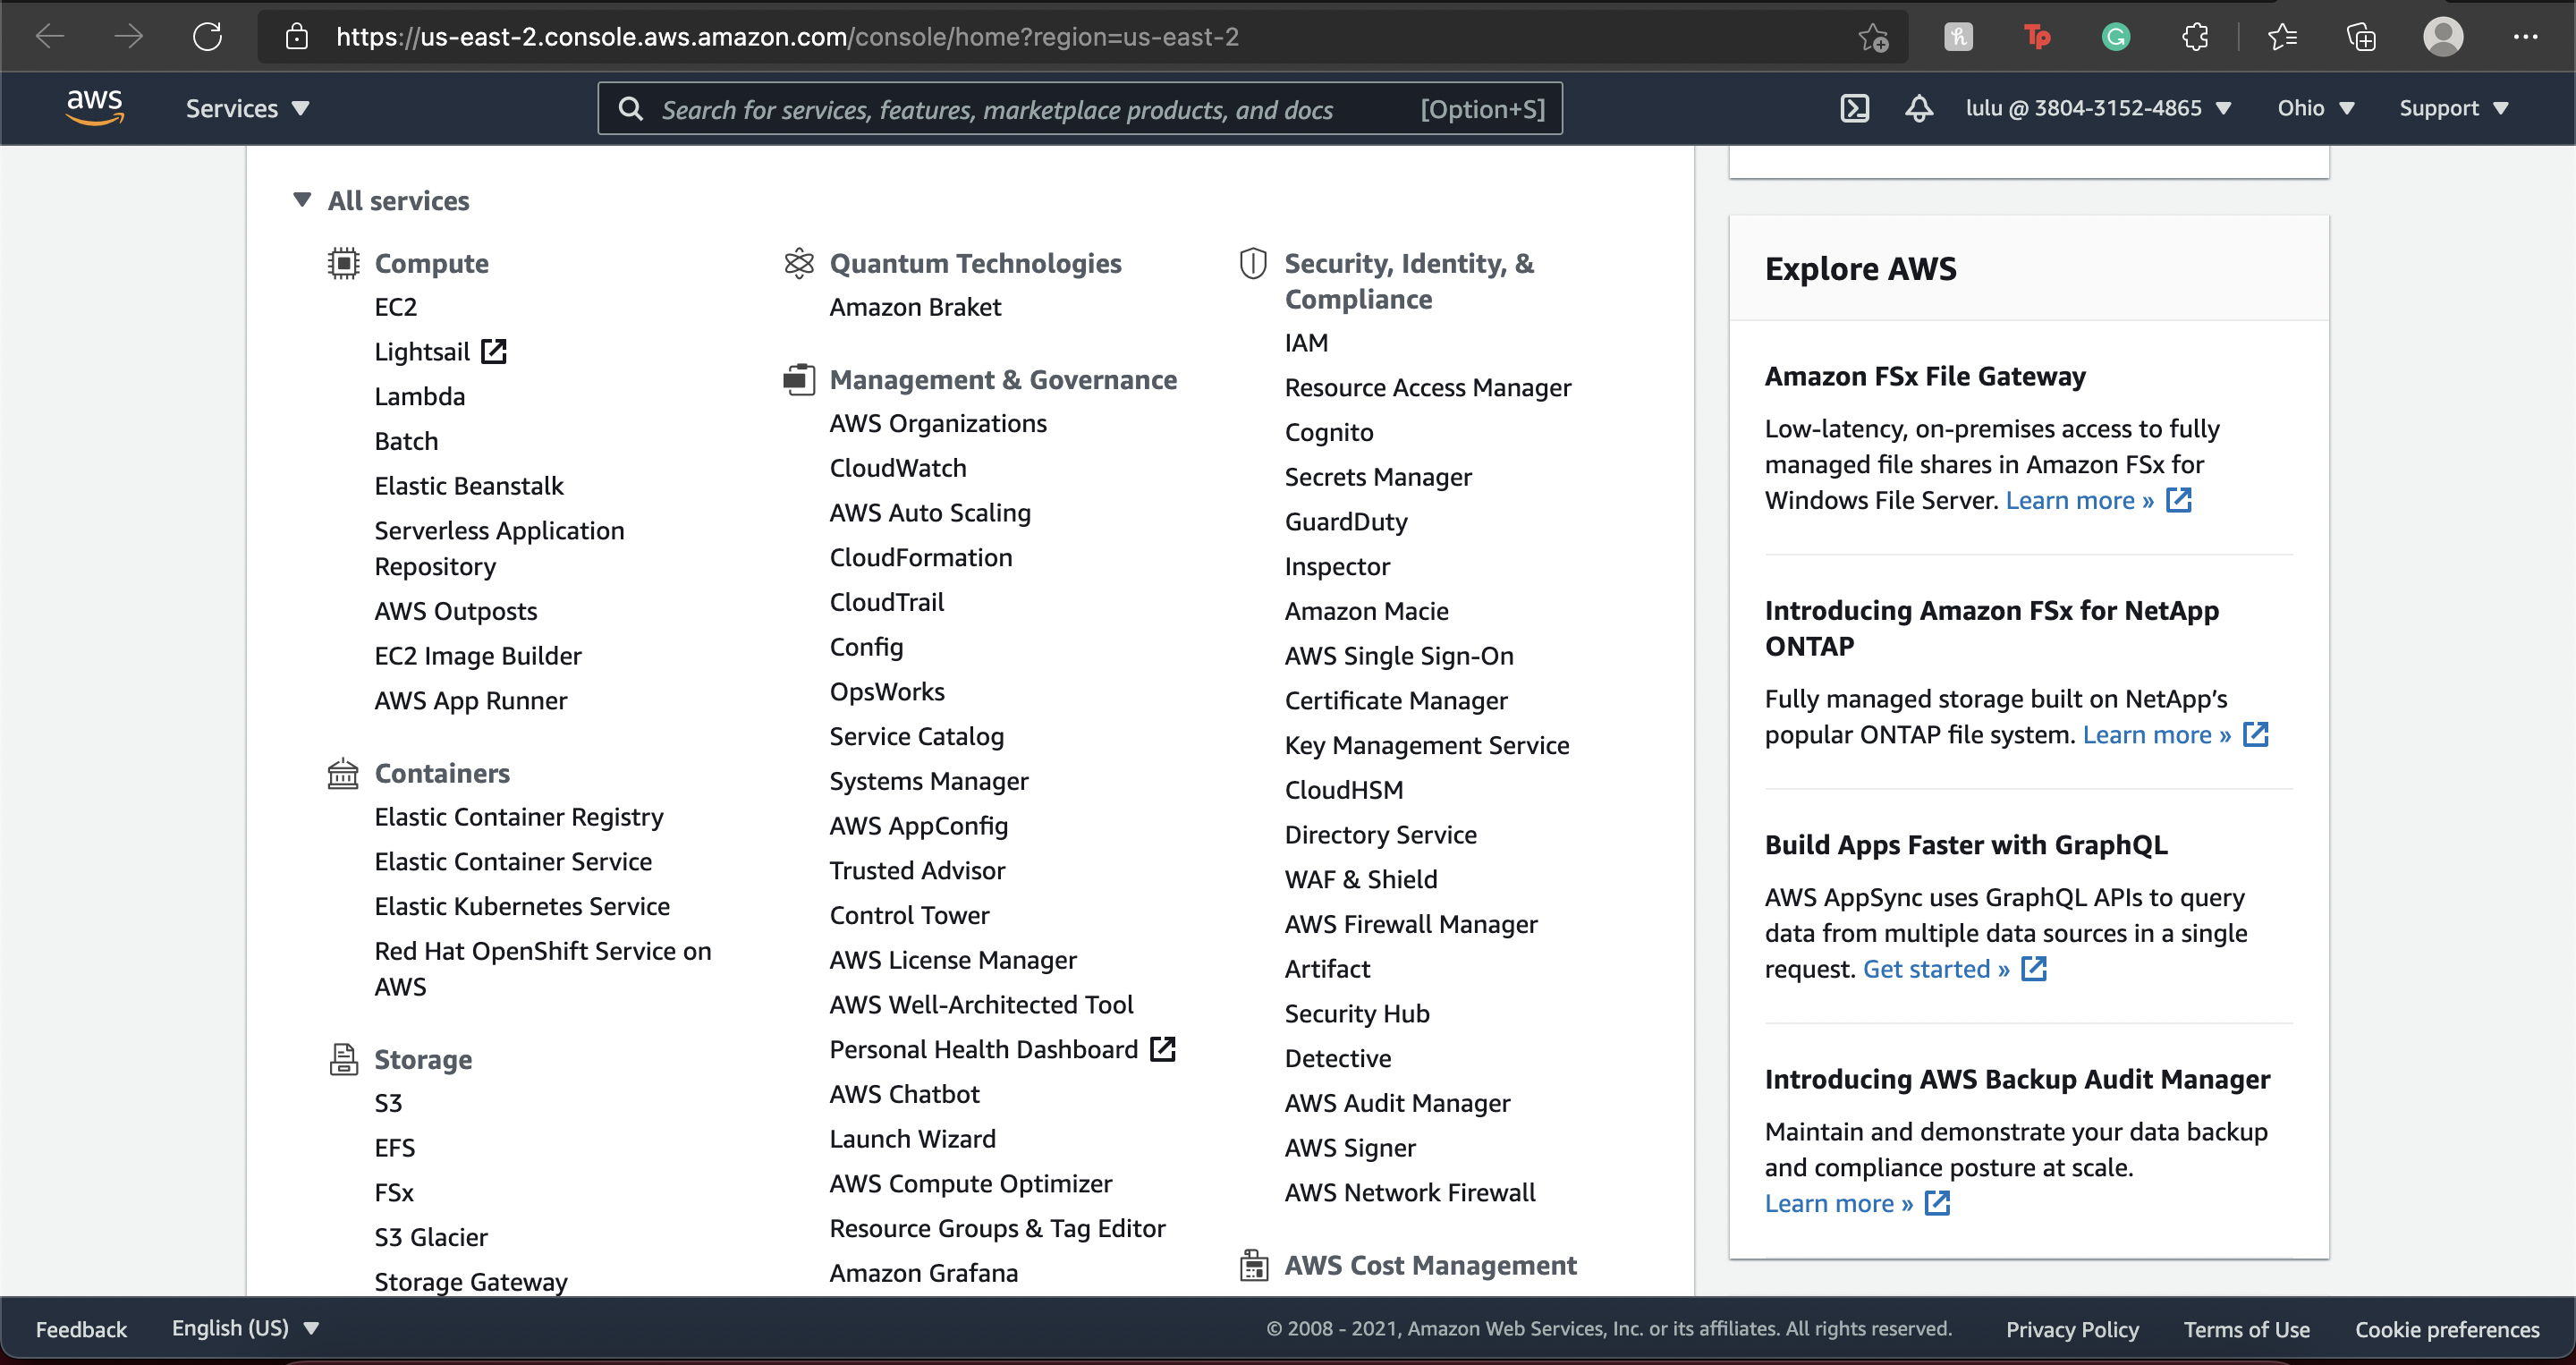 https://us-east-2.console.aws.amazon.com/console/home?region=us-east-2
aws
Services
Search for services, features, marketplace products, and docs
[Option+S]
lulu @ 3804-3152-4865
Ohio
Support
All services
Compute
EC2
Lightsail
Lambda
Batch
Elastic Beanstalk
Serverless Application
Repository
AWS Outposts
EC2 Image Builder
AWS App Runner
Containers
Elastic Container Registry
Elastic Container Service
Elastic Kubernetes Service
Red Hat OpenShift Service on
AWS
Storage
S3
EFS
FSx
S3 Glacier
Storage Gateway
Quantum Technologies
Amazon Braket
Management & Governance
AWS Organizations
CloudWatch
AWS Auto Scaling
CloudFormation
CloudTrail
Config
OpsWorks
Service Catalog
Systems Manager
AWS AppConfig
Trusted Advisor
Control Tower
AWS License Manager
AWS Well-Architected Tool
Personal Health Dashboard
AWS Chatbot
Launch Wizard
AWS Compute Optimizer
Resource Groups & Tag Editor
Amazon Grafana
Security, Identity, &
Compliance
IAM
Resource Access Manager
Cognito
Secrets Manager
GuardDuty
Inspector
Amazon Macie
AWS Single Sign-On
Certificate Manager
Key Management Service
CloudHSM
Directory Service
WAF & Shield
AWS Firewall Manager
Artifact
Security Hub
Detective
AWS Audit Manager
AWS Signer
AWS Network Firewall
AWS Cost Management
Explore AWS
Amazon FSx File Gateway
Low-latency, on-premises access to fully
managed file shares in Amazon FSx for
Windows File Server. Learn more »
Introducing Amazon FSx for NetApp
ONTAP
Fully managed storage built on NetApp’s
popular ONTAP file system. Learn more »
Build Apps Faster with GraphQL
AWS AppSync uses GraphQL APIs to query
data from multiple data sources in a single
request. Get started »
Introducing AWS Backup Audit Manager
Maintain and demonstrate your data backup
and compliance posture at scale.
Learn more »
Feedback
English (US)
© 2008 - 2021, Amazon Web Services, Inc. or its affiliates. All rights reserved.
Privacy Policy
Terms of Use
Cookie preferences